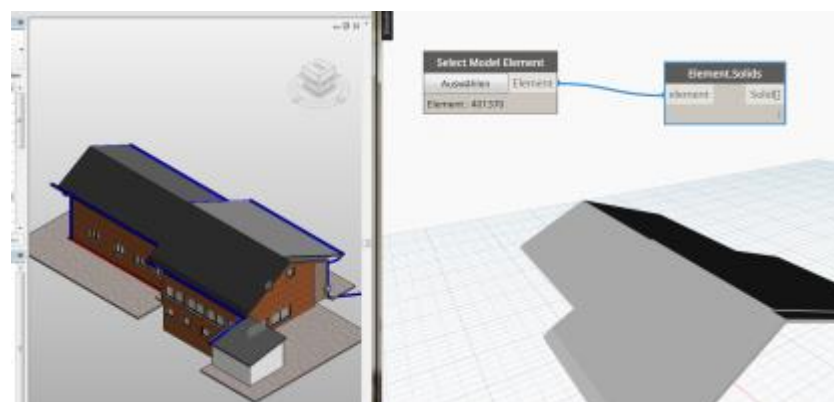 Select Model Element
Auswählen Element
Element : 401370
Element.Solids
element Solid[]